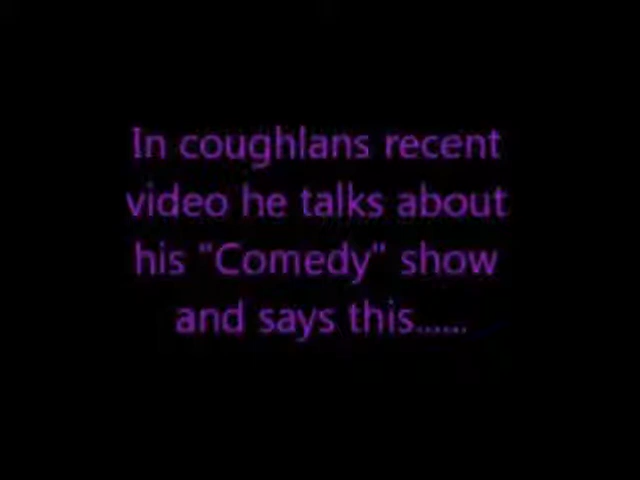 In coughlans recent
video he talks about
his "Comedy" show
and says this......